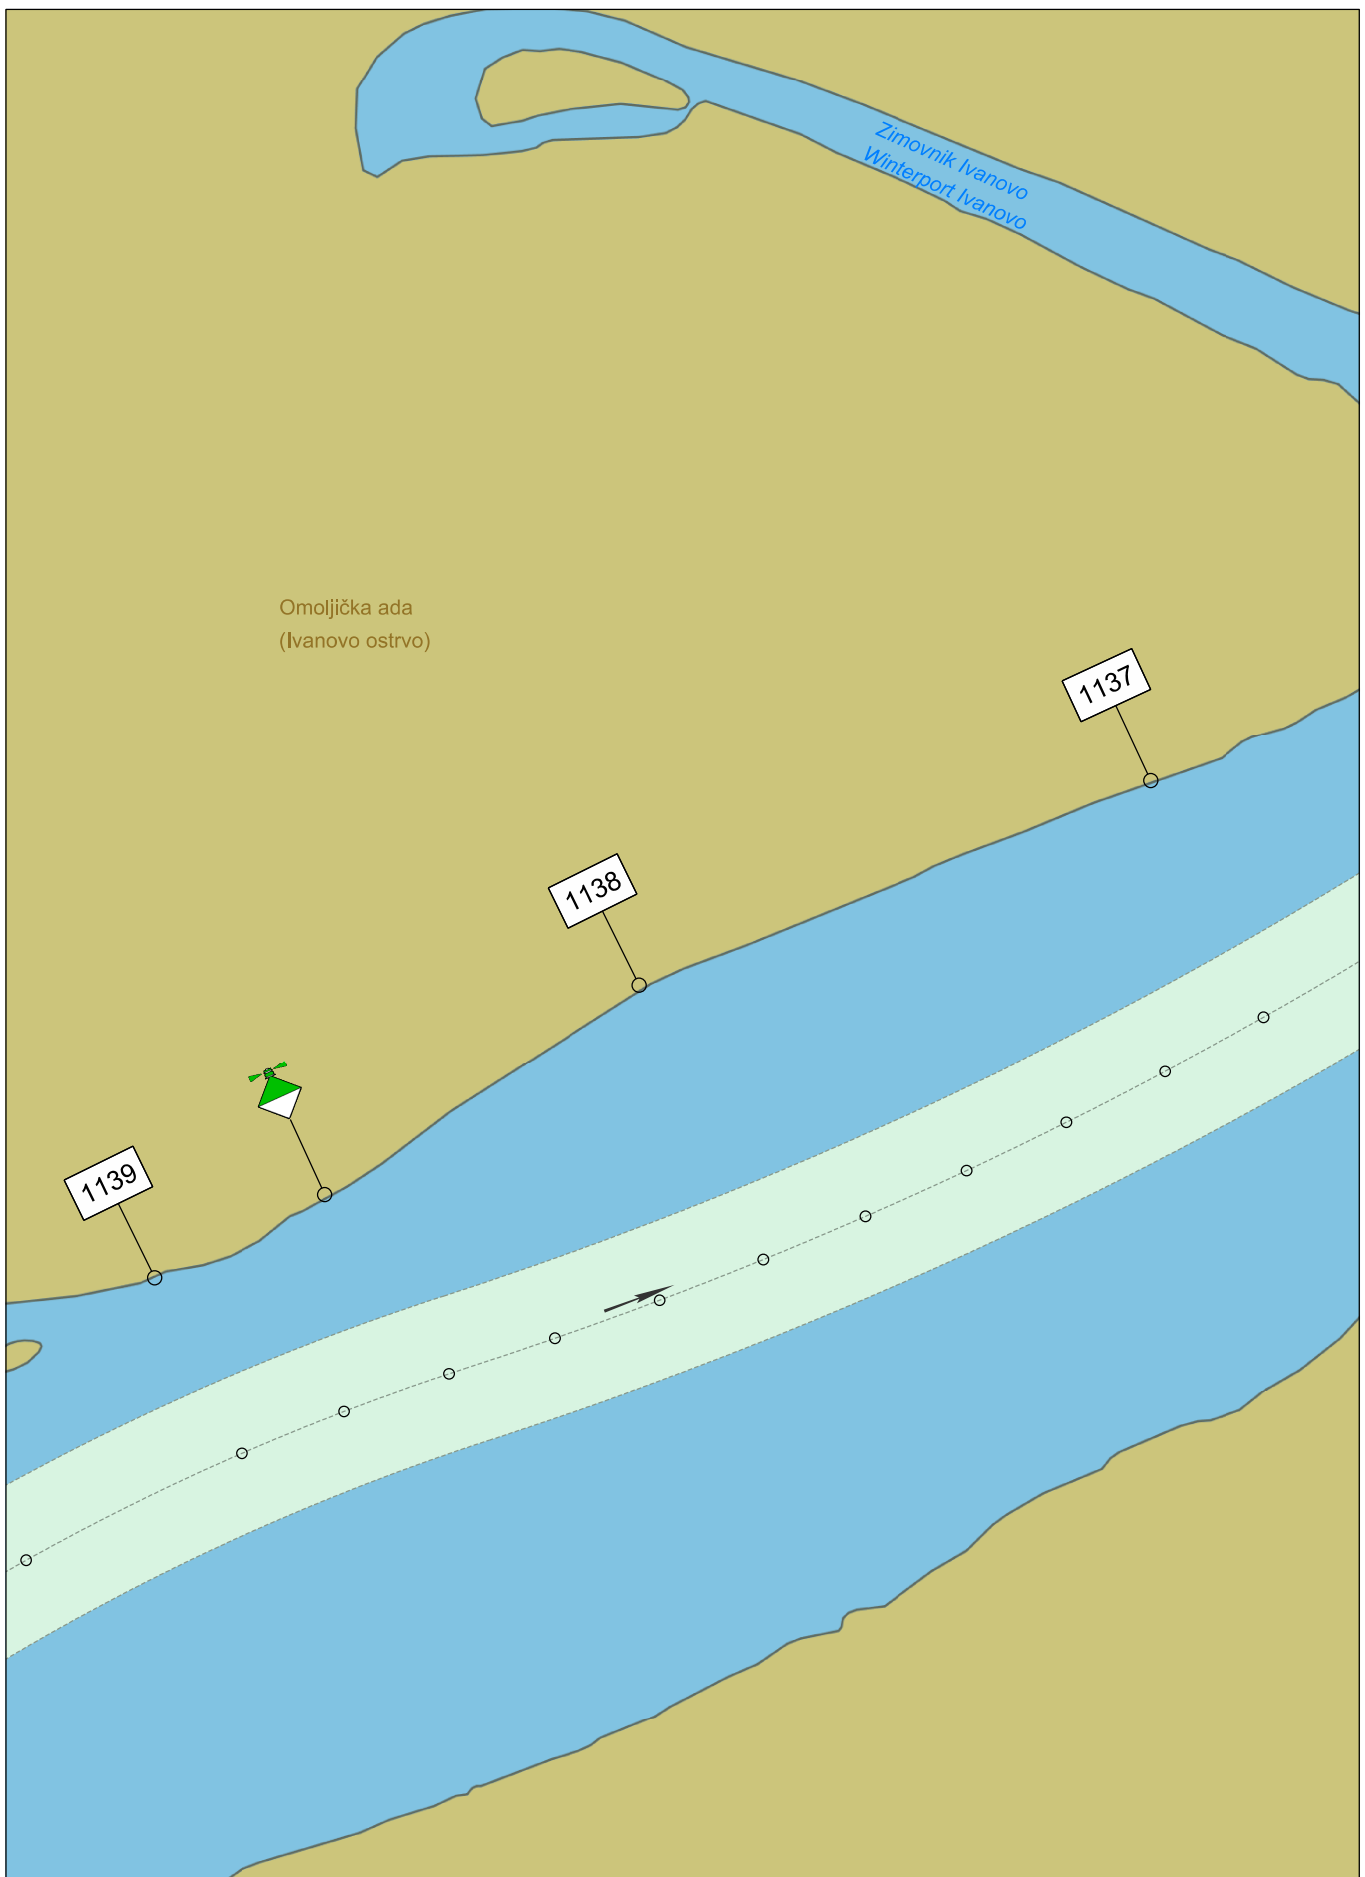 Zimovnik Ivanovo
Winterport Ivanovo
Omoljička ada
(Ivanovo ostrvo)
1137
1138
1139